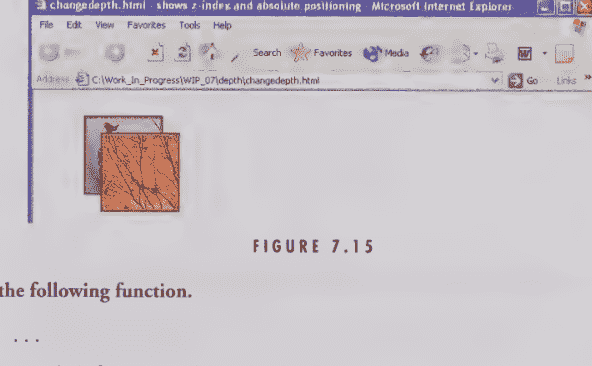 changedepth.html - shows z-index and absolute positioning - Microsoft Internet Explorer
File Edit View Favorites Tools Help
Search Favorites Media W
Address C:\Work_In_Progress\WIP_07\depth\changedepth.html Go Links »
FIGURE 7.15
the following function.
...